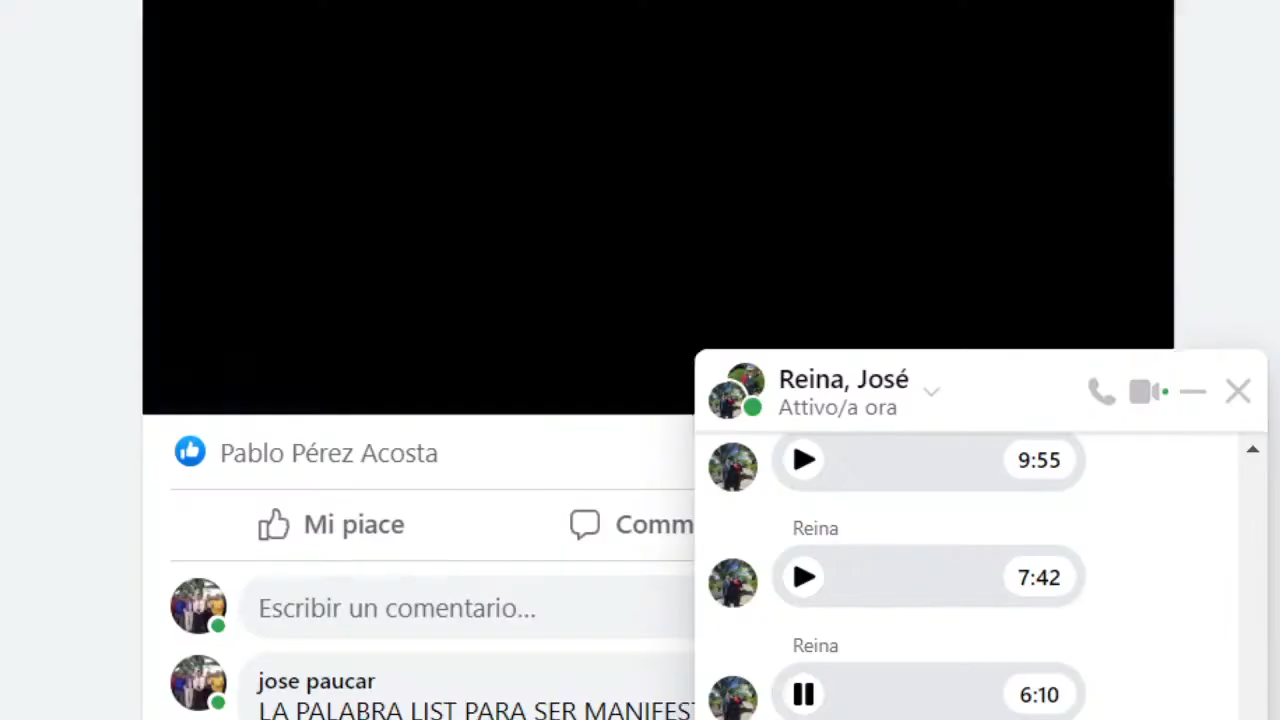 Pablo Pérez Acosta
Mi piace
Comm
Escribir un comentario...
jose paucar
LA PALABRA LIST PARA SER MANIFEST
Reina, José
Attivo/a ora
9:55
Reina
7:42
Reina
6:10